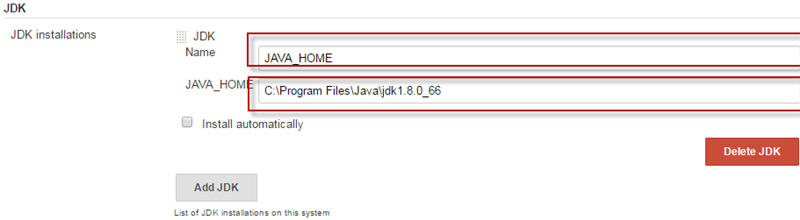 JDK
JDK installations
JDK
Name
JAVA_HOME
JAVA_HOME
C:\Program Files\Java\jdk1.8.0_66
Install automatically
Delete JDK
Add JDK
List of JDK installations on this system